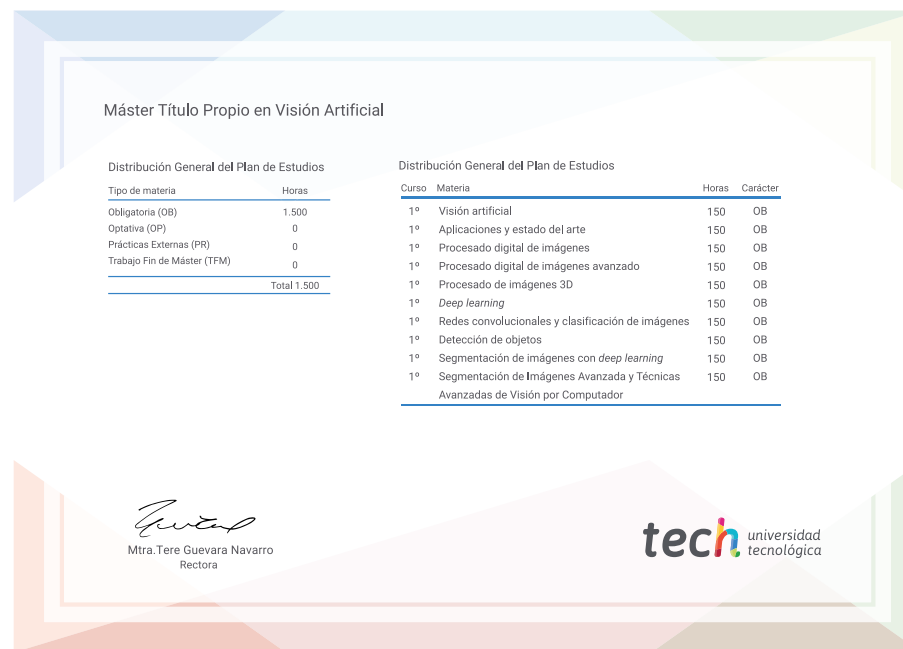 Máster Título Propio en Visión Artificial
Distribución General del Plan de Estudios
Tipo de materia Horas
Obligatoria (OB) 1.500
Optativa (OP) 0
Prácticas Externas (PR) 0
Trabajo Fin de Máster (TFM) 0
Total 1.500
Distribución General del Plan de Estudios
Curso Materia Horas Carácter
1º Visión artificial 150 OB
1º Aplicaciones y estado del arte 150 OB
1º Procesado digital de imágenes 150 OB
1º Procesado digital de imágenes avanzado 150 OB
1º Procesado de imágenes 3D 150 OB
1º Deep learning 150 OB
1º Redes convolucionales y clasificación de imágenes 150 OB
1º Detección de objetos 150 OB
1º Segmentación de imágenes con deep learning 150 OB
1º Segmentación de Imágenes Avanzada y Técnicas 150 OB
Avanzadas de Visión por Computador
Mtra.Tere Guevara Navarro
Rectora
tech universidad
tecnológica